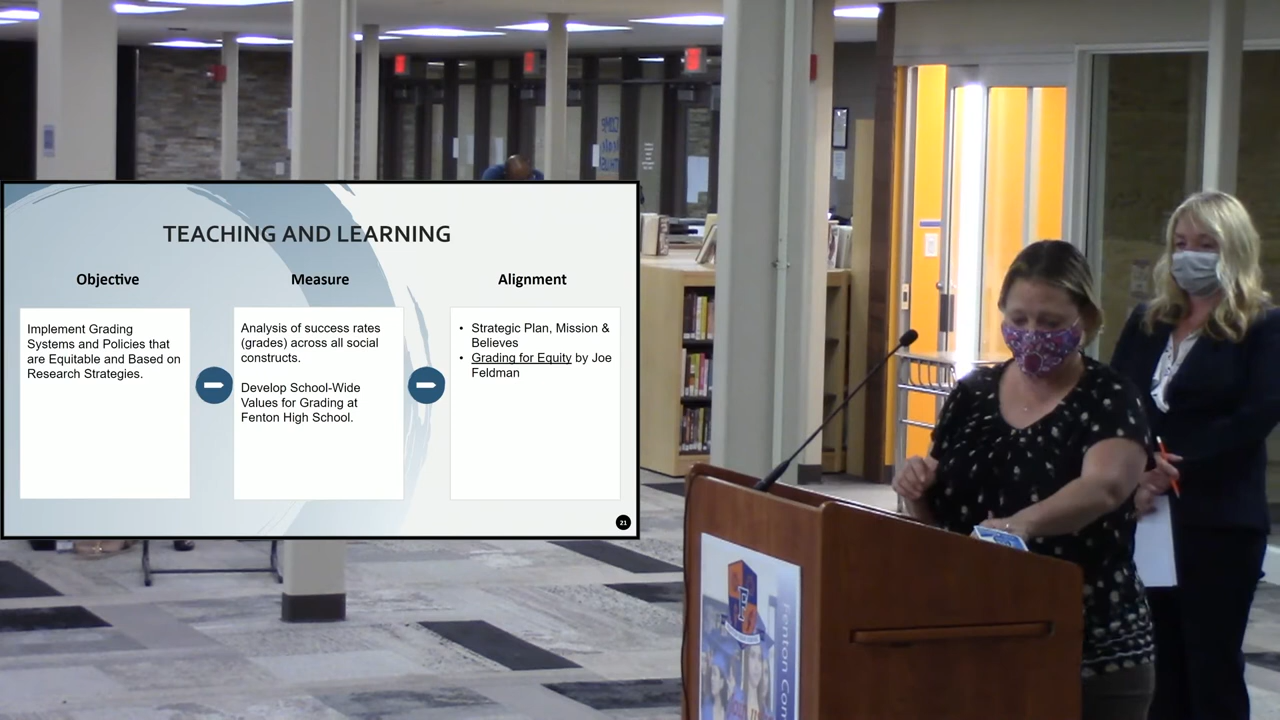 TEACHING AND LEARNING
Objective
Implement Grading
Systems and Policies that
are Equitable and Based on
Research Strategies.
Measure
Analysis of success rates
(grades) across all social
constructs.
Develop School-Wide
Values for Grading at
Fenton High School.
Alignment
• Strategic Plan, Mission &
Believes
• Grading for Equity by Joe
Feldman
21
Fenton Con
F